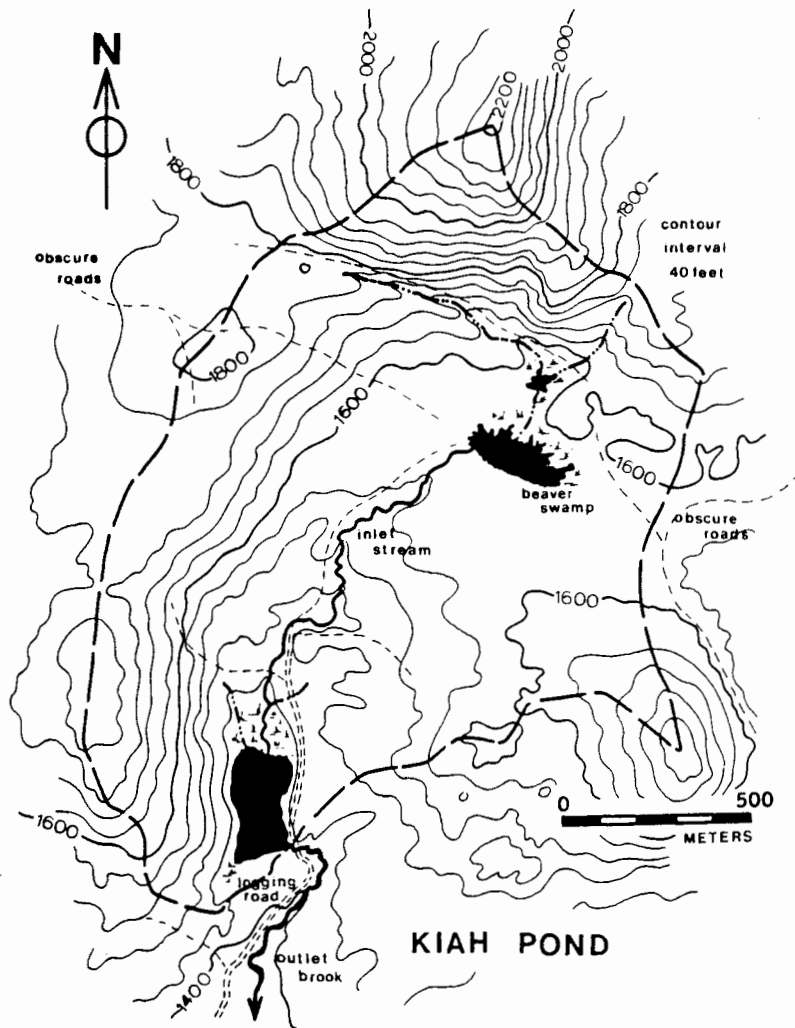 N
2000
2000
2200
1800
1800
contour
interval
40 feet
obscure
roads
1800
1600
1600
beaver
swamp
obscure
roads
inlet
stream
1600
0 500
METERS
1600
logging
road
KIAH POND
outlet
brook
1400